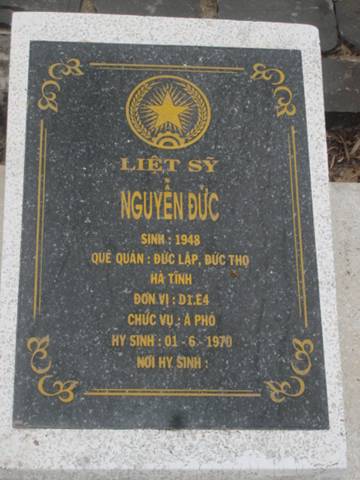 LIỆT SỸ
NGUYỄN ĐỨC
SINH : 1948
QUÊ QUÁN : ĐỨC LẬP, ĐỨC THỌ
HÀ TĨNH
ĐƠN VỊ : D1.E4
CHỨC VỤ : A PHÓ
HY SINH : 01 - 6 - 1970
NƠI HY SINH :